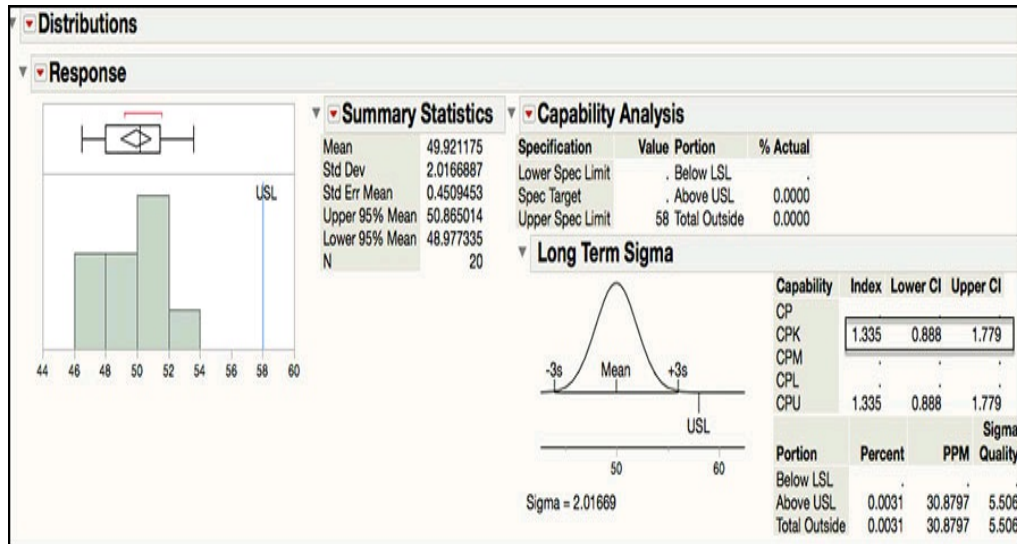 Distributions
Response
USL
44 46 48 50 52 54 56 58 60
Summary Statistics
Mean 49.921175
Std Dev 2.0166887
Std Err Mean 0.4509453
Upper 95% Mean 50.865014
Lower 95% Mean 48.977335
N 20
Capability Analysis
Specification Value Portion % Actual
Lower Spec Limit . Below LSL .
Spec Target . Above USL 0.0000
Upper Spec Limit 58 Total Outside 0.0000
Long Term Sigma
-3s Mean +3s
USL
50 60
Sigma = 2.01669
Capability Index Lower CI Upper CI
CP . . .
CPK 1.335 0.888 1.779
CPM . . .
CPL . . .
CPU 1.335 0.888 1.779
Sigma
Portion Percent PPM Quality
Below LSL . . .
Above USL 0.0031 30.8797 5.506
Total Outside 0.0031 30.8797 5.506